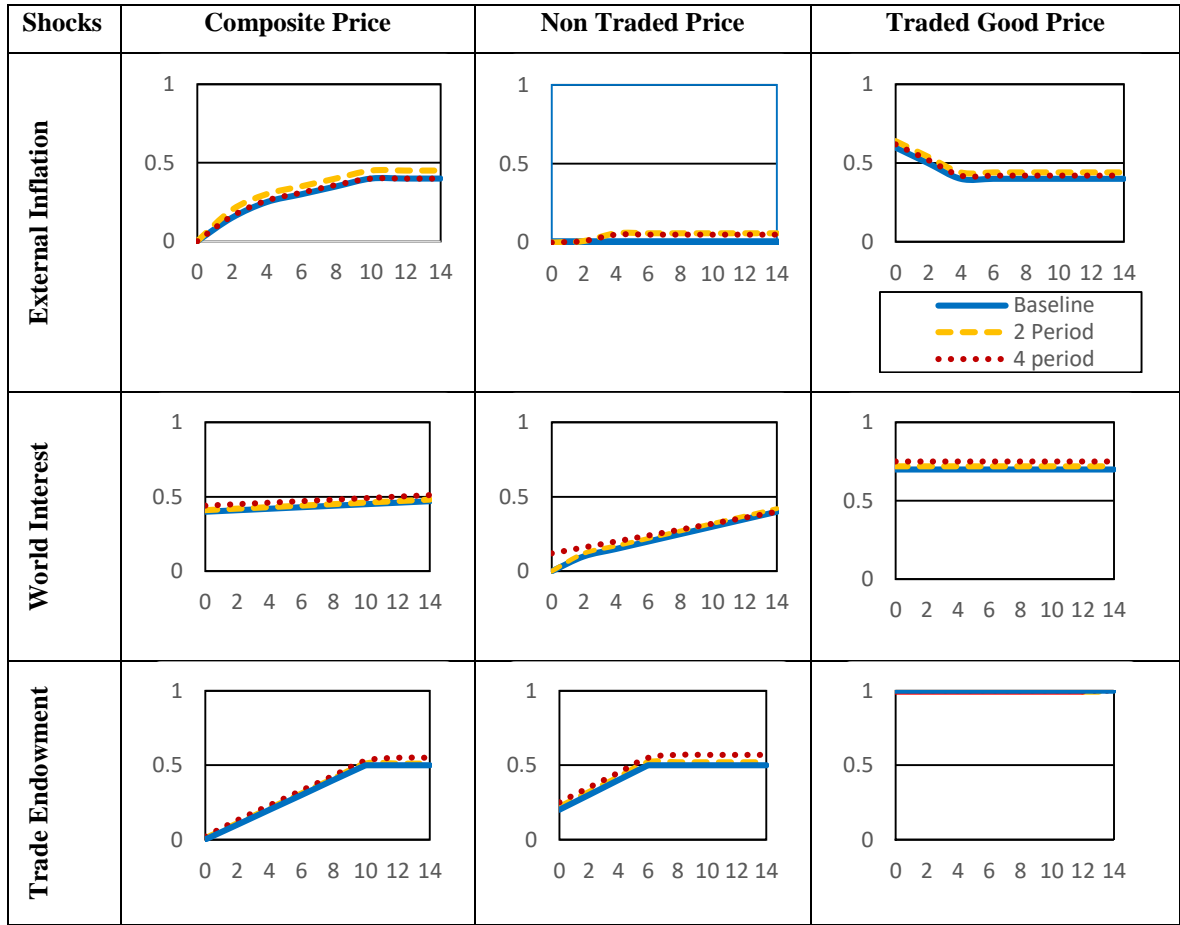 Shocks Composite Price Non Traded Price Traded Good Price
External Inflation
1
0.5
0
0 2 4 6 8 10 12 14
1
0.5
0
0 2 4 6 8 10 12 14
1
0.5
0
0 2 4 6 8 10 12 14
Baseline
2 Period
4 period
World Interest
1
0.5
0
0 2 4 6 8 10 12 14
1
0.5
0
0 2 4 6 8 10 12 14
1
0.5
0
0 2 4 6 8 10 12 14
Trade Endowment
1
0.5
0
0 2 4 6 8 10 12 14
1
0.5
0
0 2 4 6 8 10 12 14
1
0.5
0
0 2 4 6 8 10 12 14